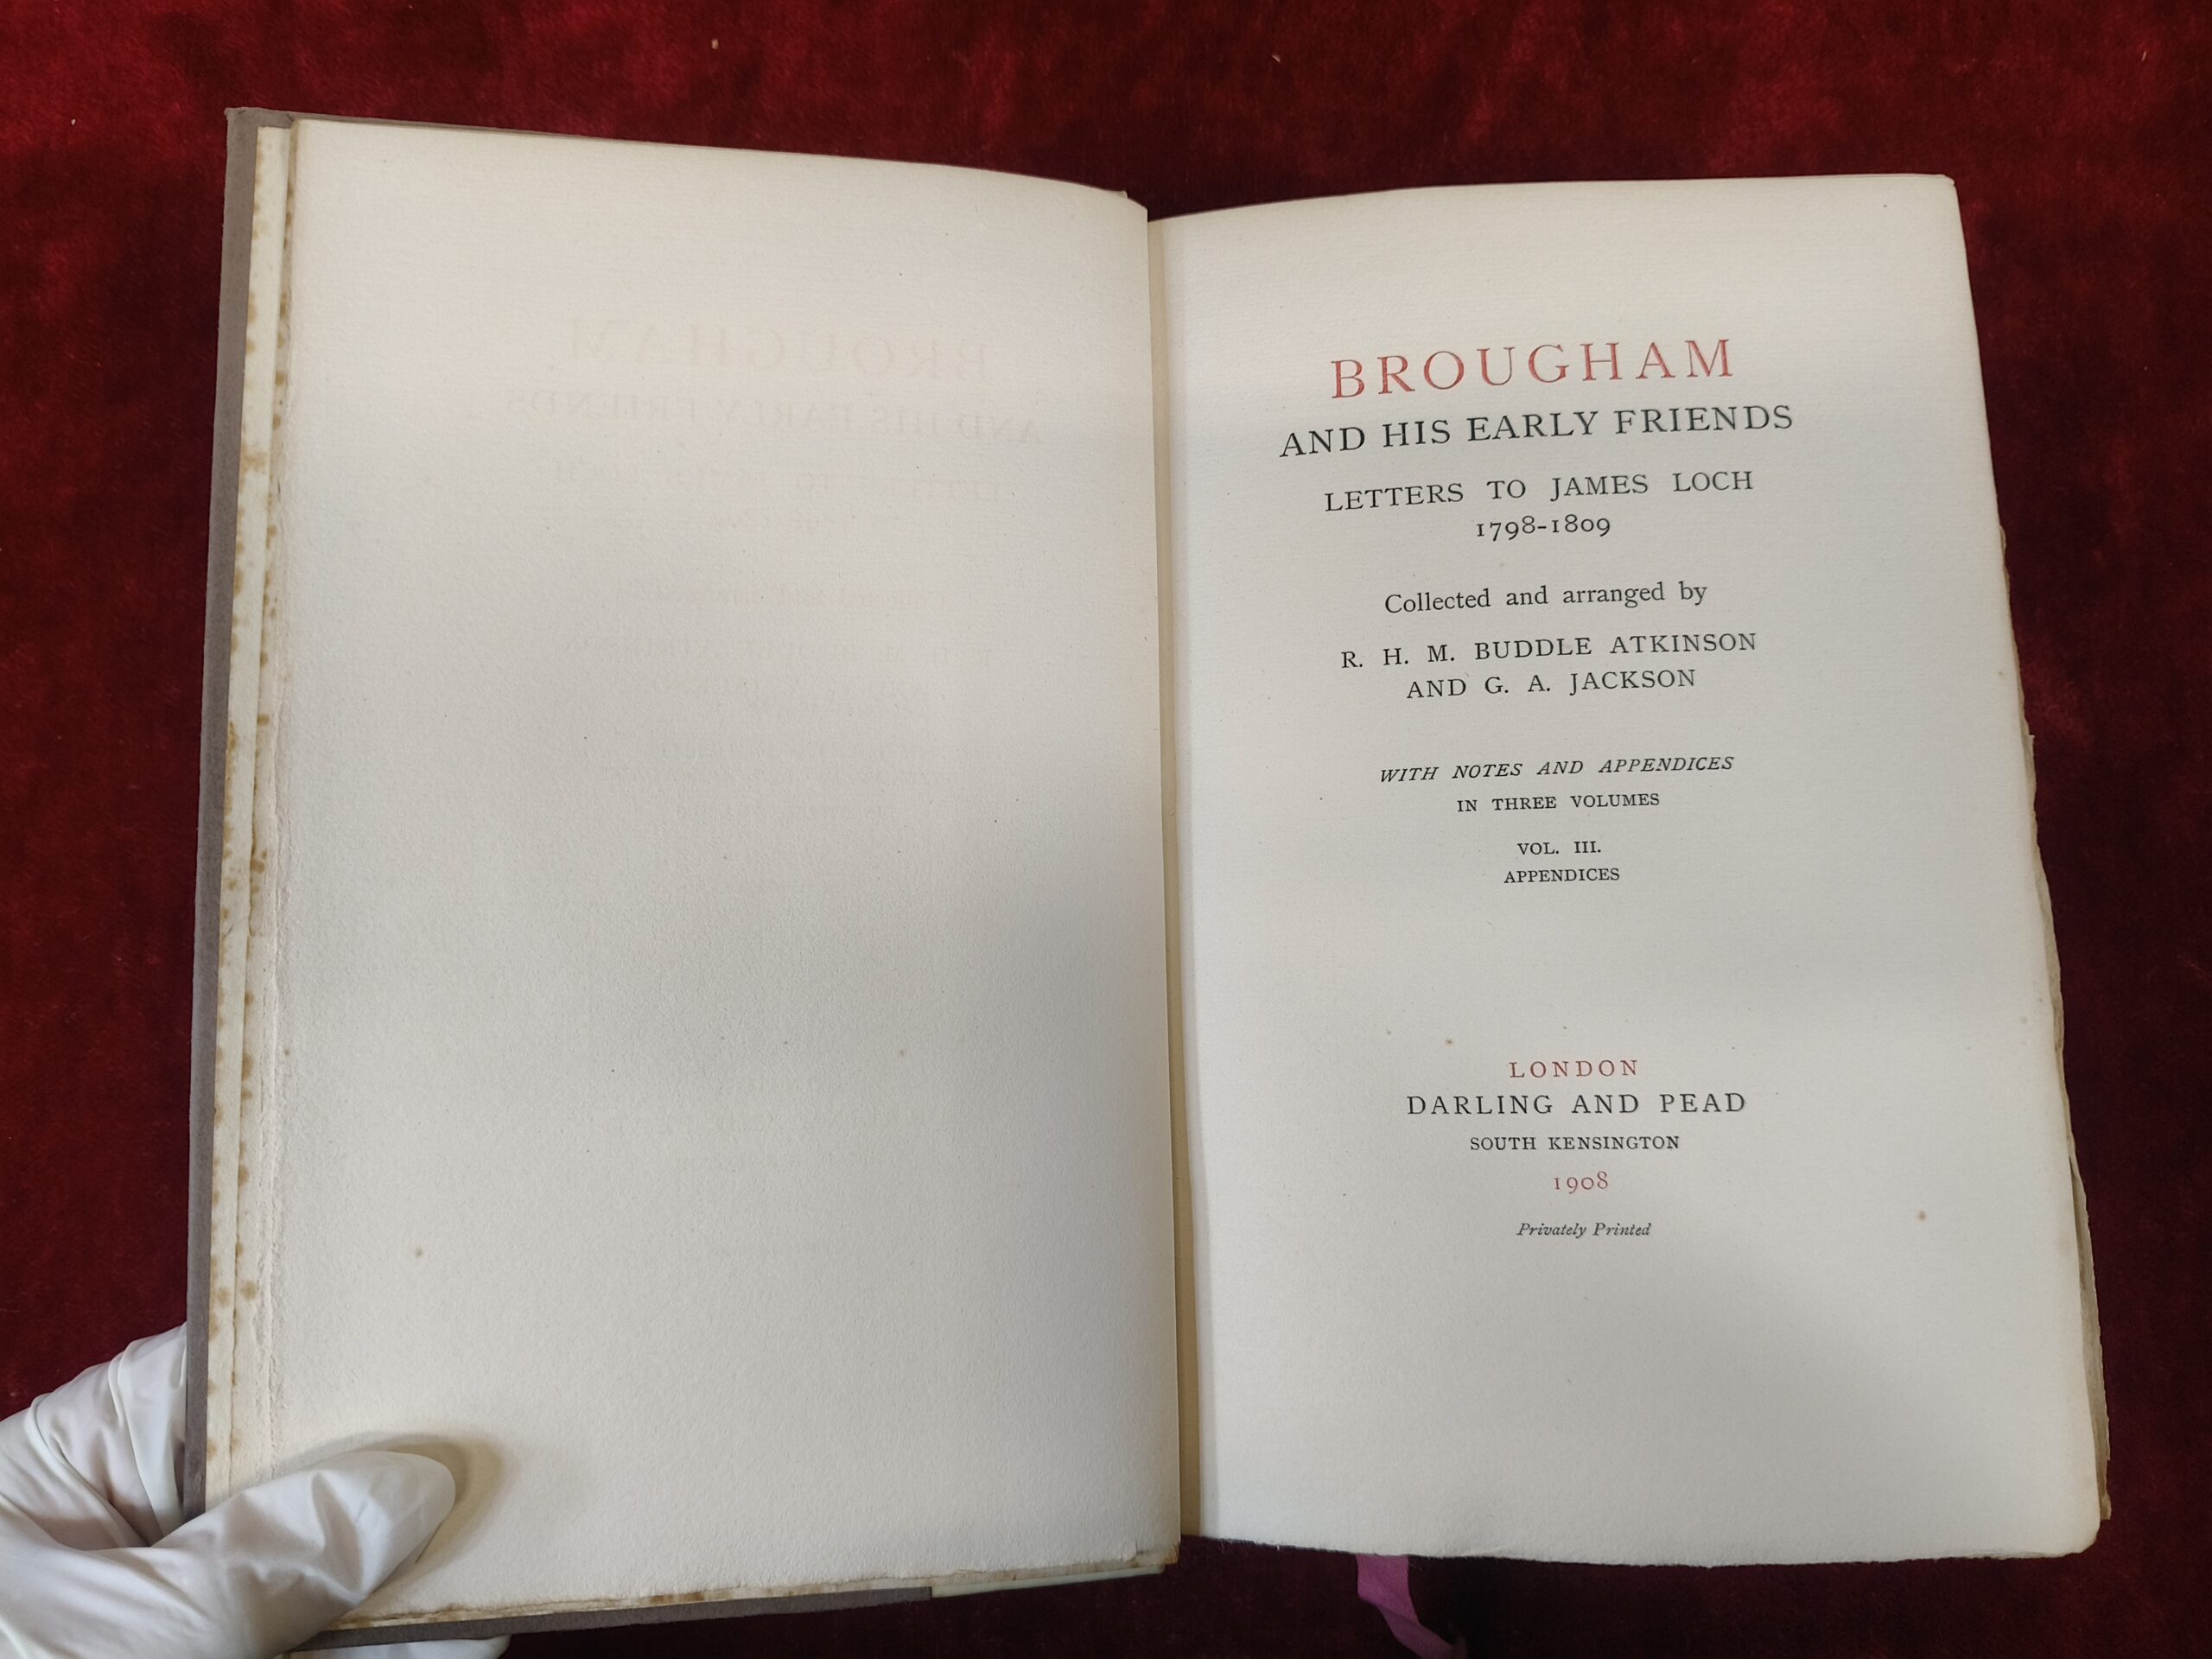 BROUGHAM
AND HIS EARLY FRIENDS
LETTERS TO JAMES LOCH
1798-1809
Collected and arranged by
R. H. M. BUDDLE ATKINSON
AND G. A. JACKSON
WITH NOTES AND APPENDICES
IN THREE VOLUMES
VOL. III.
APPENDICES
LONDON
DARLING AND PEAD
SOUTH KENSINGTON
1908
Privately Printed